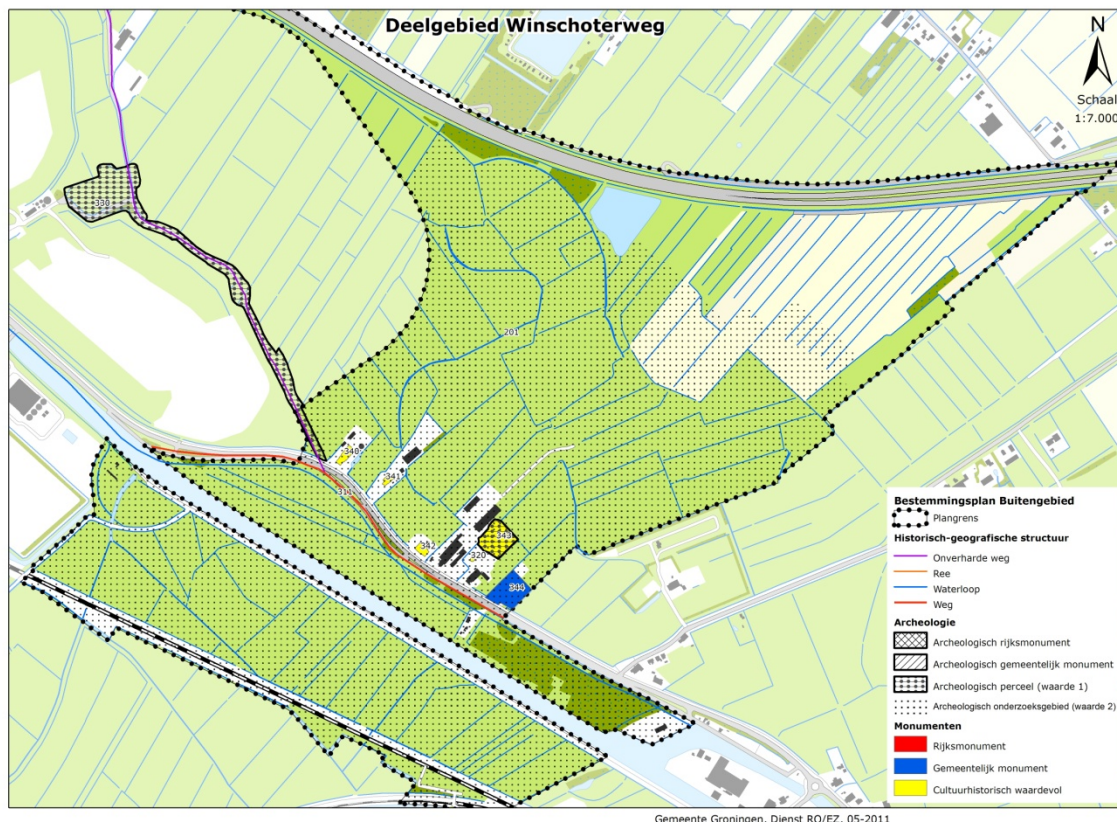 Deelgebied Winschoterweg
N
Schaal
1:7.000
330
201
340
341
311
342
343
320
344
Bestemmingsplan Buitengebied
Plangrens
Historisch-geografische structuur
Onverharde weg
Ree
Waterloop
Weg
Archeologie
Archeologisch rijksmonument
Archeologisch gemeentelijk monument
Archeologisch perceel (waarde 1)
Archeologisch onderzoeksgebied (waarde 2)
Monumenten
Rijksmonument
Gemeentelijk monument
Cultuurhistorisch waardevol
Gemeente Groningen, Dienst RO/EZ, 05-2011